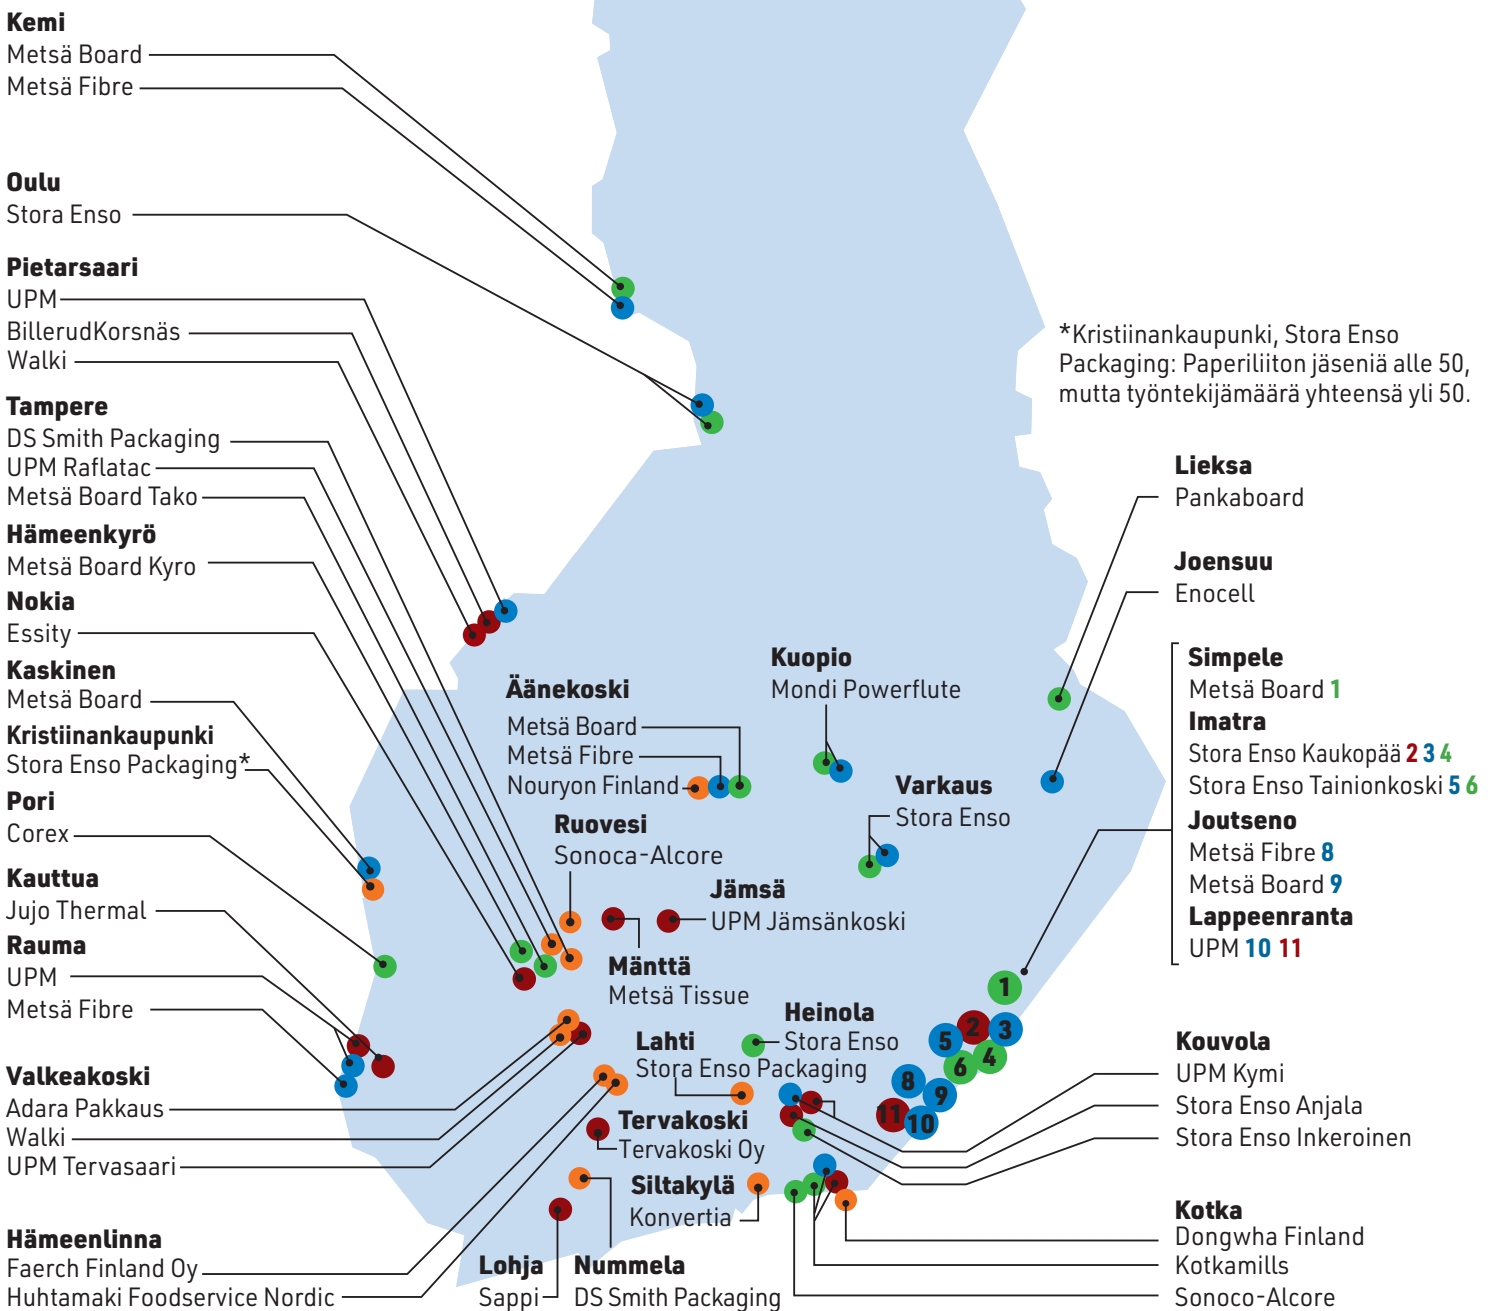 Kemi
Metsä Board
Metsä Fibre
Oulu
Stora Enso
Pietarsaari
UPM
BillerudKorsnäs
Walki
Tampere
DS Smith Packaging
UPM Raflatac
Metsä Board Tako
Hämeenkyrö
Metsä Board Kyro
Nokia
Essity
Kaskinen
Metsä Board
Kristiinankaupunki
Stora Enso Packaging*
Pori
Corex
Kauttua
Jujo Thermal
Rauma
UPM
Metsä Fibre
Valkeakoski
Adara Pakkaus
Walki
UPM Tervasaari
Hämeenlinna
Faerch Finland Oy
Huhtamaki Foodservice Nordic
Äänekoski
Metsä Board
Metsä Fibre
Nouryon Finland
Ruovesi
Sonoca-Alcore
Jämsä
UPM Jämsänkoski
Mänttä
Metsä Tissue
Kuopio
Mondi Powerflute
Varkaus
Stora Enso
Heinola
Stora Enso
Lahti
Stora Enso Packaging
Tervakoski
Tervakoski Oy
Siltakylä
Konvertia
Lohja
Sappi
Nummela
DS Smith Packaging
*Kristiinankaupunki, Stora Enso
Packaging: Paperiliiton jäseniä alle 50,
mutta työntekijämäärä yhteensä yli 50.
Lieksa
Pankaboard
Joensuu
Enocell
Simpele
Metsä Board 1
Imatra
Stora Enso Kaukopää 2 3 4
Stora Enso Tainionkoski 5 6
Joutseno
Metsä Fibre 8
Metsä Board 9
Lappeenranta
UPM 10 11
1
2
3
5
4
6
8
9
11
10
Kouvola
UPM Kymi
Stora Enso Anjala
Stora Enso Inkeroinen
Kotka
Dongwha Finland
Kotkamills
Sonoco-Alcore